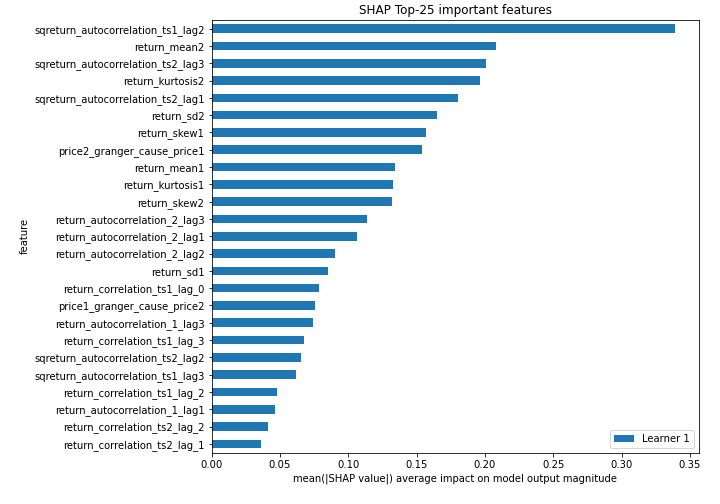 SHAP Top-25 important features
sqreturn_autocorrelation_ts1_lag2
return_mean2
sqreturn_autocorrelation_ts2_lag3
return_kurtosis2
sqreturn_autocorrelation_ts2_lag1
return_sd2
return_skew1
price2_granger_cause_price1
return_mean1
return_kurtosis1
return_skew2
return_autocorrelation_2_lag3
return_autocorrelation_2_lag1
return_autocorrelation_2_lag2
return_sd1
return_correlation_ts1_lag_0
price1_granger_cause_price2
return_autocorrelation_1_lag3
return_correlation_ts1_lag_3
sqreturn_autocorrelation_ts2_lag2
sqreturn_autocorrelation_ts1_lag3
return_correlation_ts1_lag_2
return_autocorrelation_1_lag1
return_correlation_ts2_lag_2
return_correlation_ts2_lag_1
feature
Learner 1
0.00 0.05 0.10 0.15 0.20 0.25 0.30 0.35
mean(|SHAP value|) average impact on model output magnitude